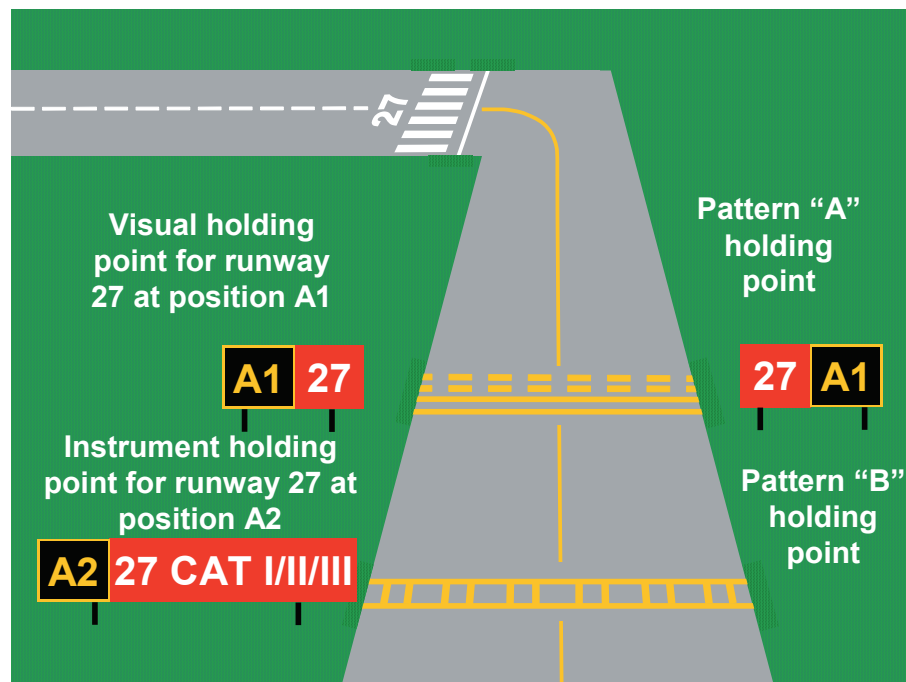 27
Visual holding
point for runway
27 at position A1
Pattern “A”
holding
point
A1 27
27 A1
Instrument holding
point for runway 27 at
position A2
Pattern “B”
holding
point
A2 27 CAT I/II/III